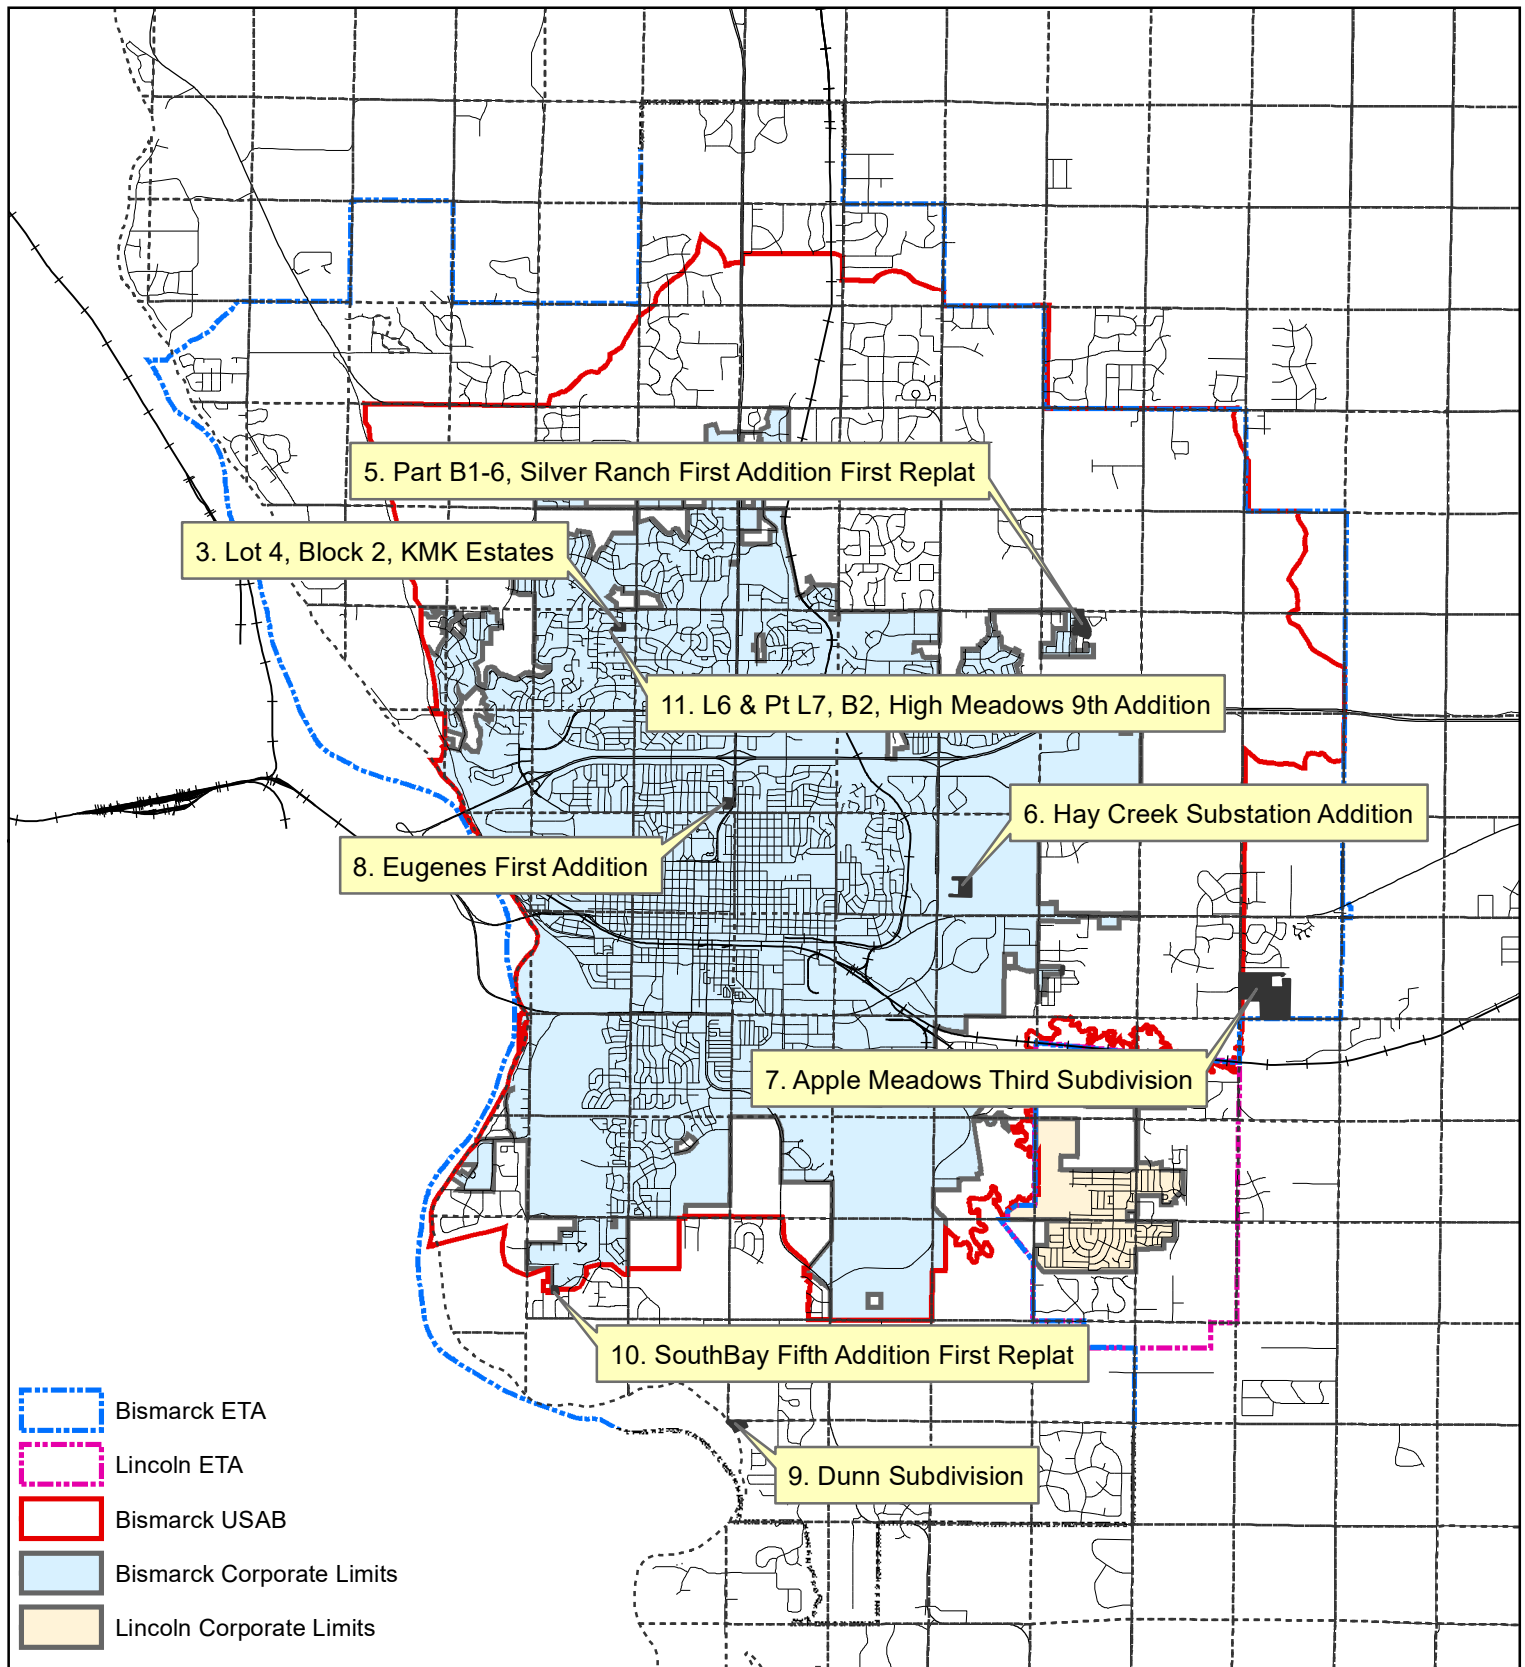 5. Part B1-6, Silver Ranch First Addition First Replat
3. Lot 4, Block 2, KMK Estates
11. L6 & Pt L7, B2, High Meadows 9th Addition
6. Hay Creek Substation Addition
8. Eugenes First Addition
7. Apple Meadows Third Subdivision
10. SouthBay Fifth Addition First Replat
9. Dunn Subdivision
Bismarck ETA
Lincoln ETA
Bismarck USAB
Bismarck Corporate Limits
Lincoln Corporate Limits